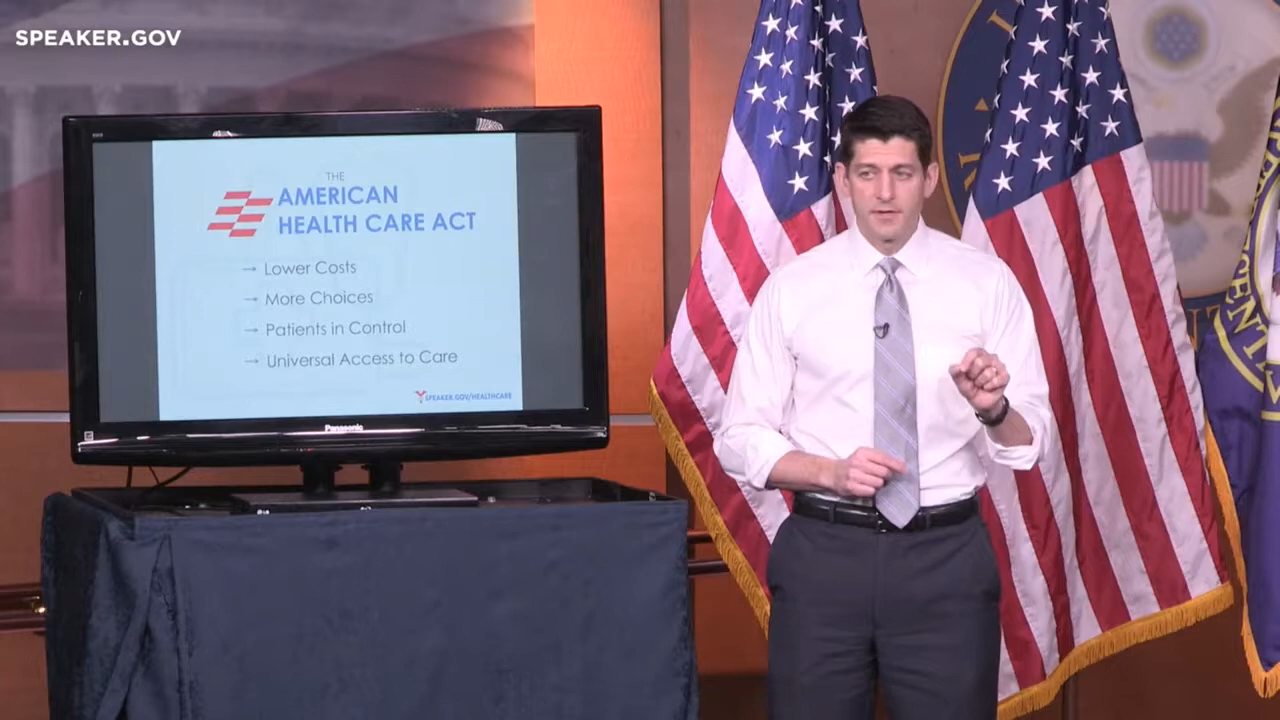 SPEAKER.GOV
THE
AMERICAN
HEALTH CARE ACT
→ Lower Costs
→ More Choices
→ Patients in Control
→ Universal Access to Care
SPEAKER.GOV/HEALTHCARE
Panasonic